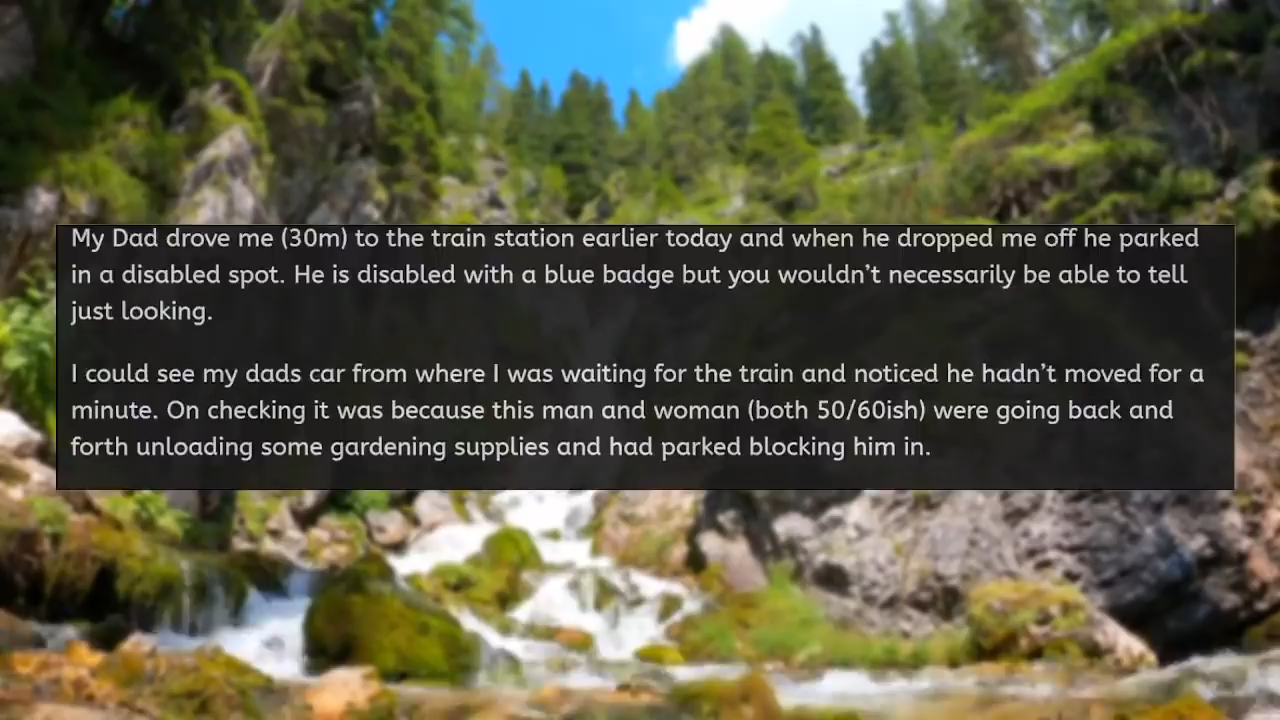 My Dad drove me (30m) to the train station earlier today and when he dropped me off he parked
in a disabled spot. He is disabled with a blue badge but you wouldn’t necessarily be able to tell
just looking.
I could see my dads car from where I was waiting for the train and noticed he hadn’t moved for a
minute. On checking it was because this man and woman (both 50/60ish) were going back and
forth unloading some gardening supplies and had parked blocking him in.